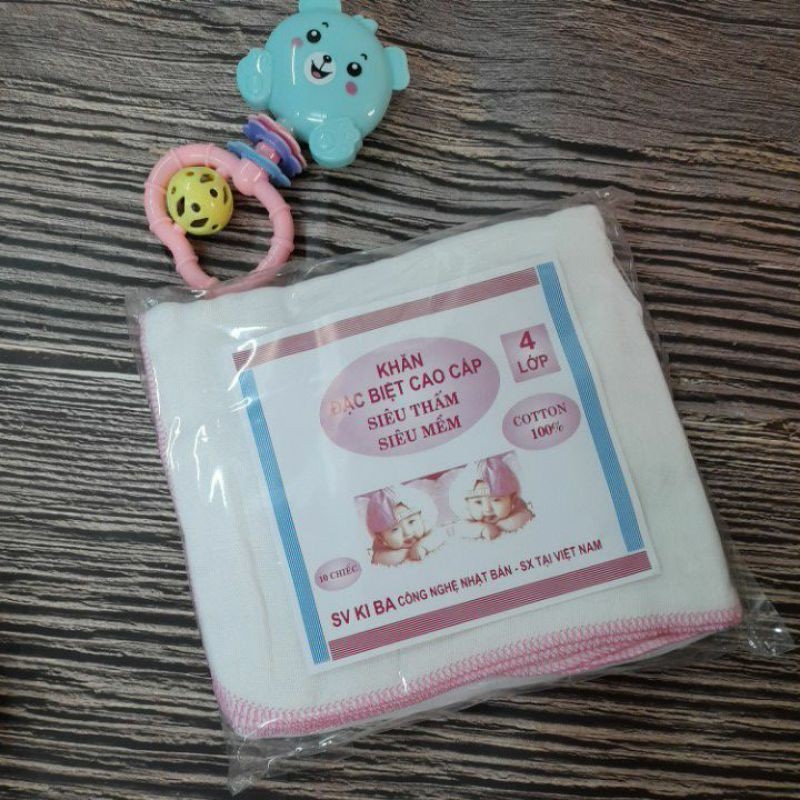 KHĂN
ĐẶC BIỆT CAO CẤP
SIÊU THẤM
SIÊU MỀM
4
LỚP
COTTON
100%
10 CHIẾC
SV KI BA CÔNG NGHỆ NHẬT BẢN - SX TẠI VIỆT NAM